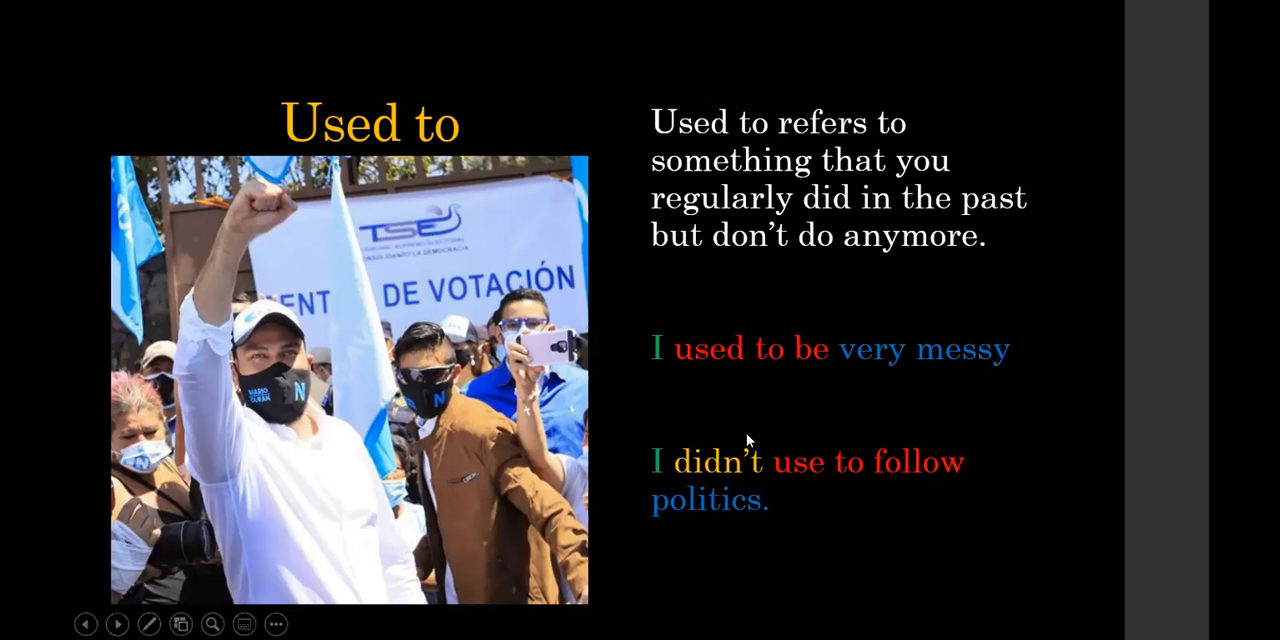 Used to
Used to refers to
something that you
regularly did in the past
but don't do anymore.
I used to be very messy
I didn't use to follow
politics.
TSE
DE VOTACIÓN
MARIO
DURÁN
N
N